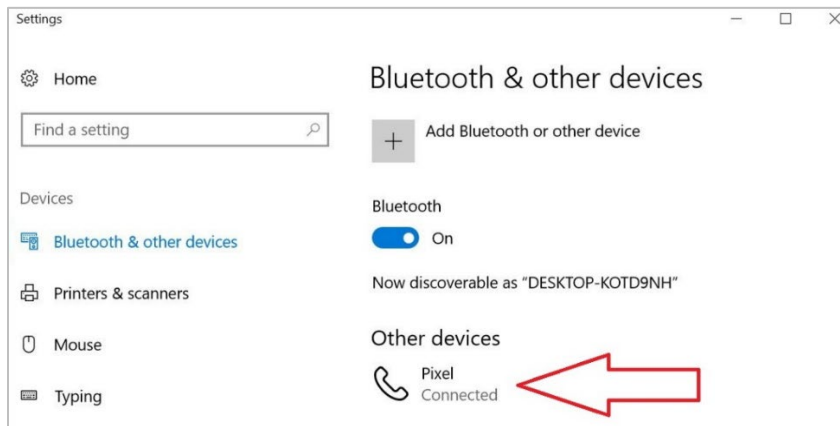 Settings
Home
Find a setting
Devices
Bluetooth & other devices
Printers & scanners
Mouse
Typing
Bluetooth & other devices
Add Bluetooth or other device
Bluetooth
On
Now discoverable as “DESKTOP-KOTD9NH”
Other devices
Pixel
Connected